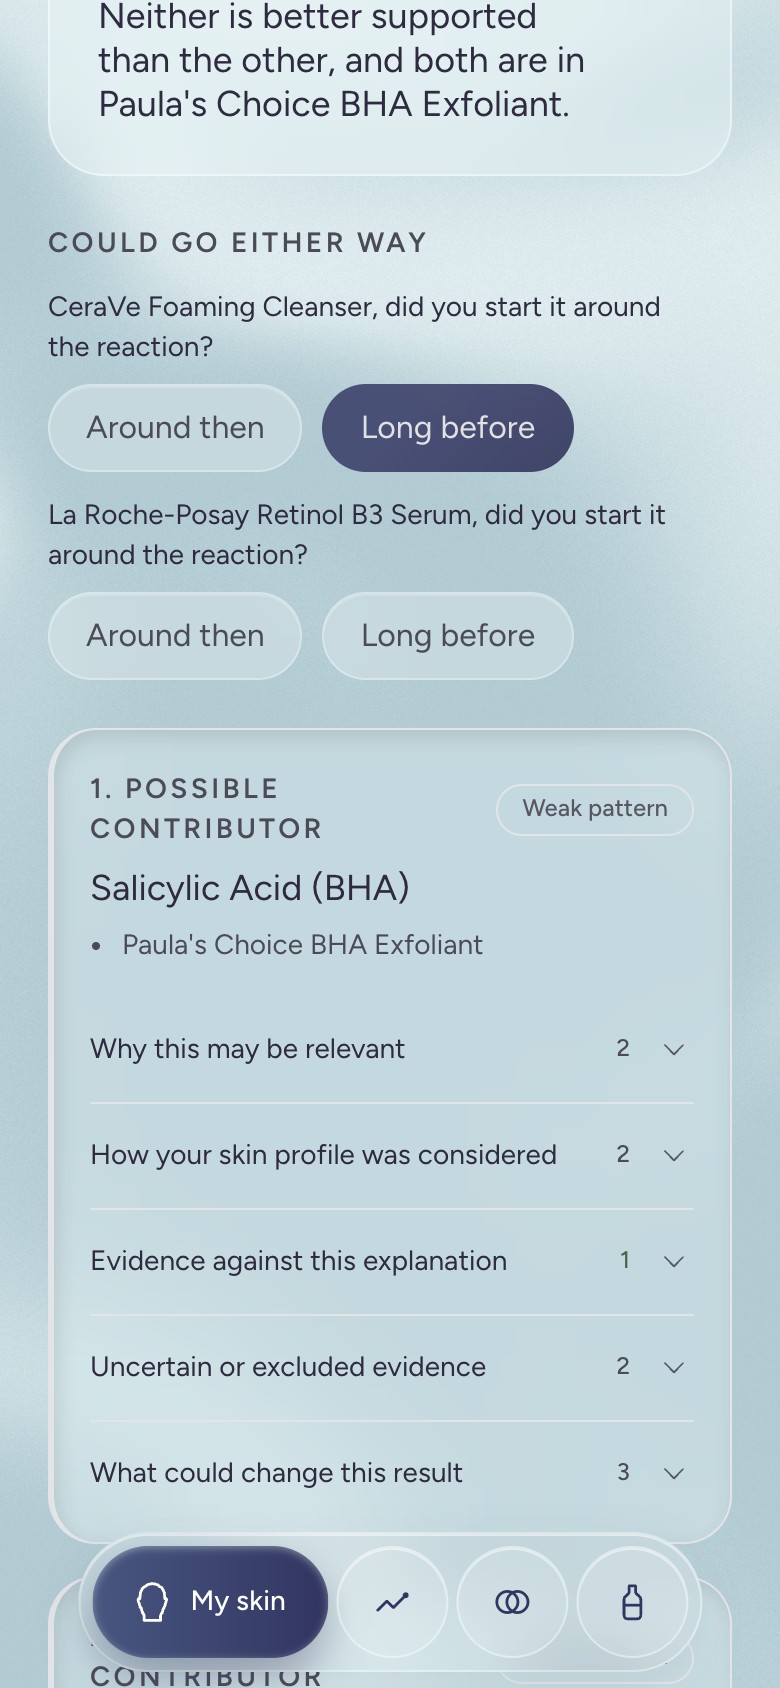 Neither is better supported
than the other, and both are in
Paula's Choice BHA Exfoliant.
COULD GO EITHER WAY
CeraVe Foaming Cleanser, did you start it around
the reaction?
Around then
Long before
La Roche-Posay Retinol B3 Serum, did you start it
around the reaction?
Around then
Long before
1. POSSIBLE
CONTRIBUTOR
Weak pattern
Salicylic Acid (BHA)
• Paula's Choice BHA Exfoliant
Why this may be relevant 2
How your skin profile was considered 2
Evidence against this explanation 1
Uncertain or excluded evidence 2
What could change this result 3
My skin
CONTRIBUTOR